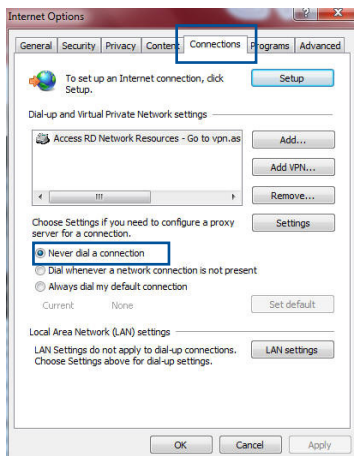 Internet Options
General Security Privacy Content Connections Programs Advanced
To set up an Internet connection, click
Setup.
Setup
Dial-up and Virtual Private Network settings
Access RD Network Resources - Go to vpn.as
Add...
Add VPN...
Remove...
Choose Settings if you need to configure a proxy
server for a connection.
Settings
Never dial a connection
Dial whenever a network connection is not present
Always dial my default connection
Current None
Set default
Local Area Network (LAN) settings
LAN Settings do not apply to dial-up connections.
Choose Settings above for dial-up settings.
LAN settings
OK Cancel Apply